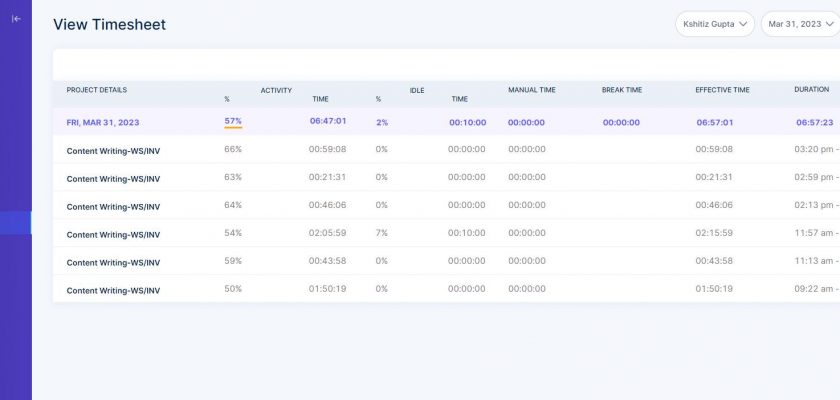 View Timesheet
Kshitiz Gupta
Mar 31, 2023
PROJECT DETAILS ACTIVITY IDLE MANUAL TIME BREAK TIME EFFECTIVE TIME DURATION
% TIME % TIME
FRI, MAR 31, 2023 57% 06:47:01 2% 00:10:00 00:00:00 00:00:00 06:57:01 06:57:23
Content Writing-WS/INV 66% 00:59:08 0% 00:00:00 00:00:00 00:59:08 03:20 pm -
Content Writing-WS/INV 63% 00:21:31 0% 00:00:00 00:00:00 00:21:31 02:59 pm -
Content Writing-WS/INV 64% 00:46:06 0% 00:00:00 00:00:00 00:46:06 02:13 pm -
Content Writing-WS/INV 54% 02:05:59 7% 00:10:00 00:00:00 02:15:59 11:57 am -
Content Writing-WS/INV 59% 00:43:58 0% 00:00:00 00:00:00 00:43:58 11:13 am -
Content Writing-WS/INV 50% 01:50:19 0% 00:00:00 00:00:00 01:50:19 09:22 am -